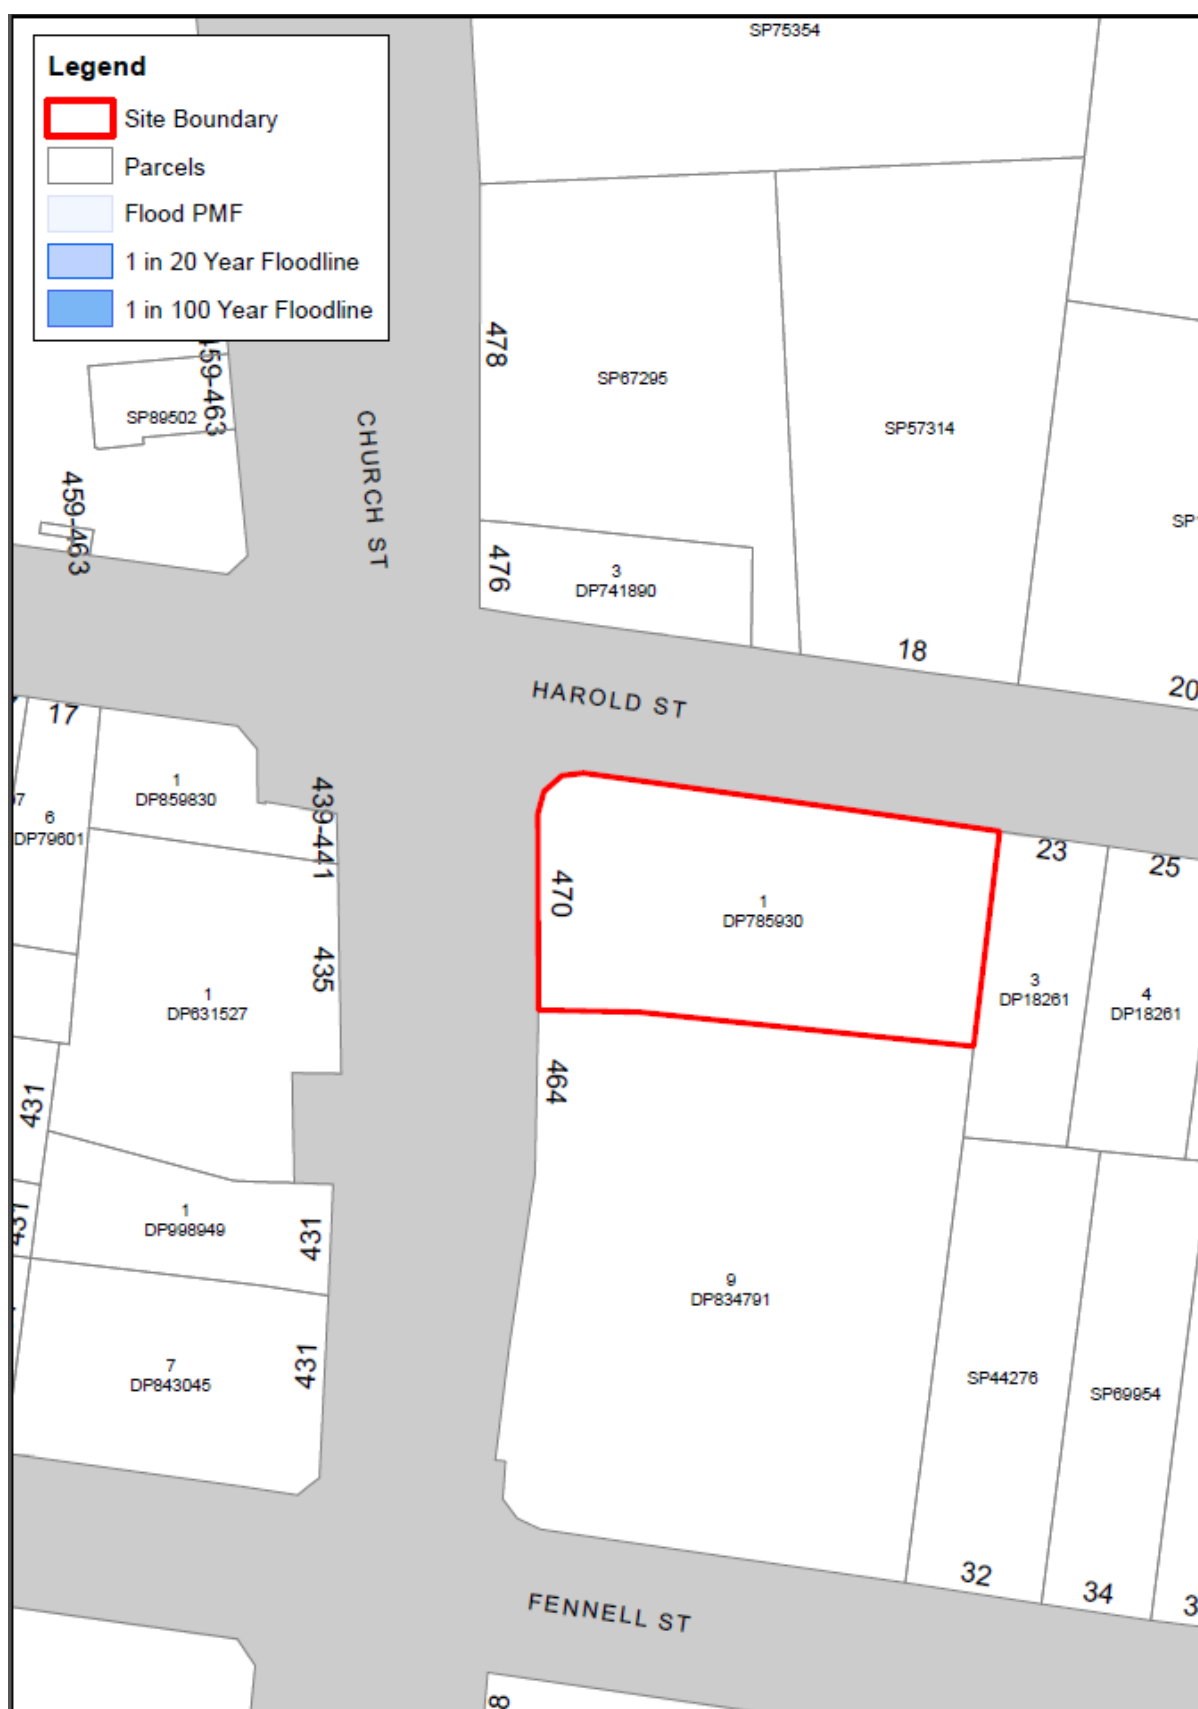 SP75354
Legend
Site Boundary
Parcels
Flood PMF
1 in 20 Year Floodline
1 in 100 Year Floodline
459-463
SP89502
459-463
CHURCH ST
478
SP67295
SP57314
476
3
DP741890
18
20
HAROLD ST
17
1
DP859830
439-441
6
DP79601
470
1
DP785930
23
25
435
1
DP631527
3
DP18261
4
DP18261
464
431
1
DP998949
431
431
9
DP834791
7
DP843045
431
SP44276
SP69954
32
34
FENNELL ST